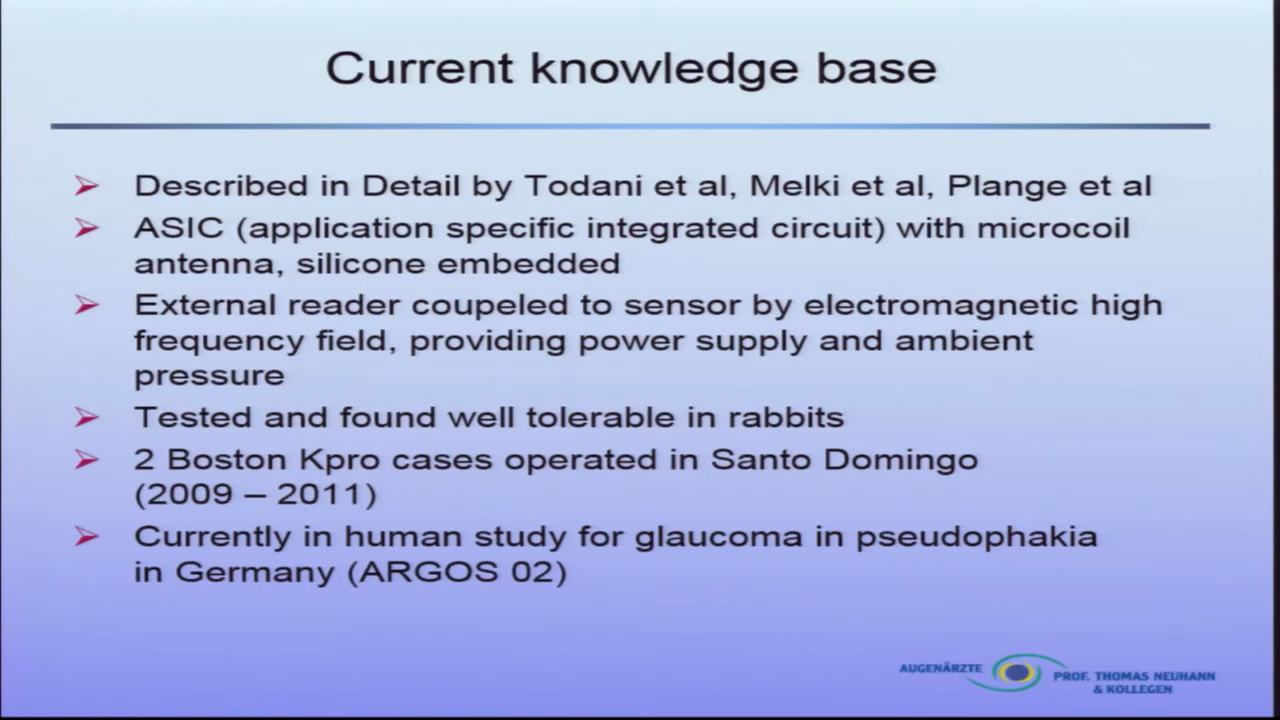 Current knowledge base
Described in Detail by Todani et al, Melki et al, Plange et al
ASIC (application specific integrated circuit) with microcoil
antenna, silicone embedded
External reader coupeled to sensor by electromagnetic high
frequency field, providing power supply and ambient
pressure
Tested and found well tolerable in rabbits
2 Boston Kpro cases operated in Santo Domingo
(2009 – 2011)
Currently in human study for glaucoma in pseudophakia
in Germany (ARGOS 02)
AUGENÄRZTE PROF. THOMAS NEUHANN
& KOLLEGEN